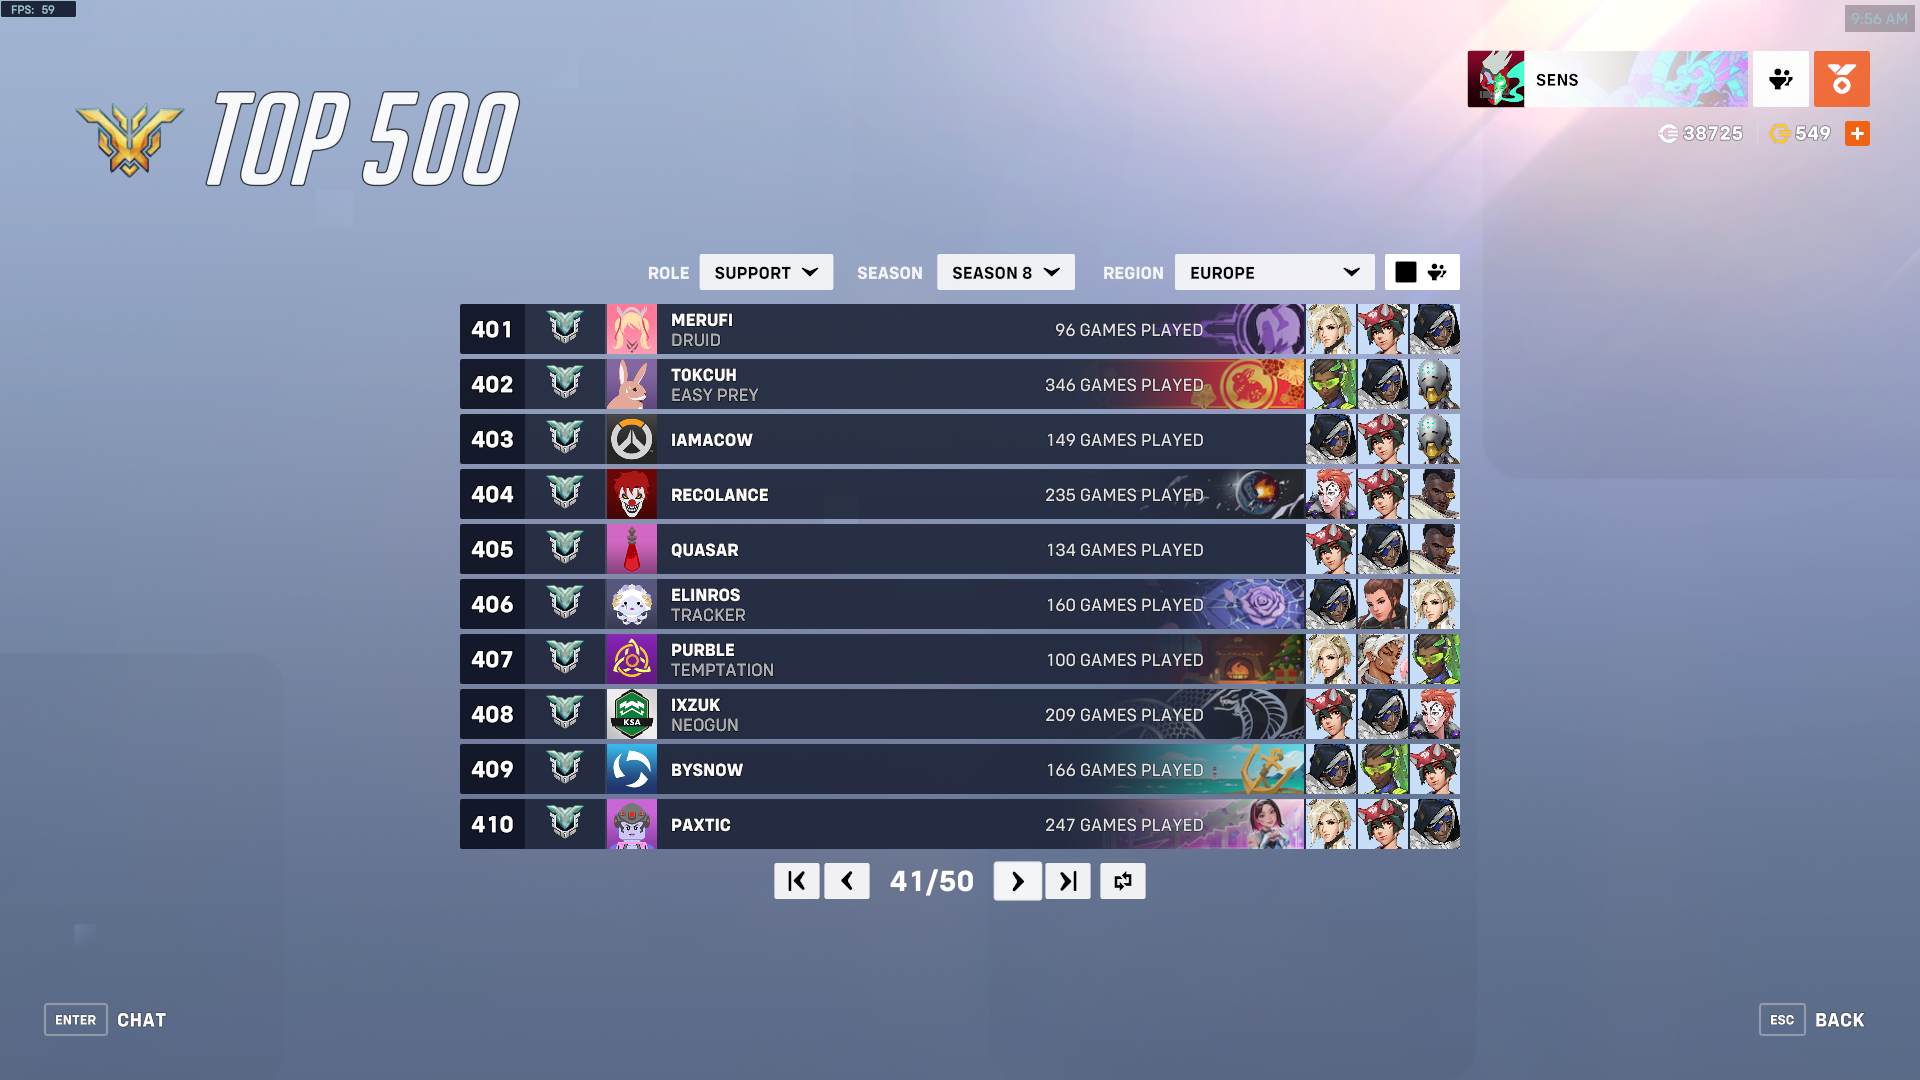 FPS: 59
9:56 AM
SENS
TOP 500
38725
549
ROLE SUPPORT SEASON SEASON 8 REGION EUROPE
401 MERUFI 96 GAMES PLAYED
DRUID
402 TOKCUH 346 GAMES PLAYED
EASY PREY
403 IAMACOW 149 GAMES PLAYED
404 RECOLANCE 235 GAMES PLAYED
405 QUASAR 134 GAMES PLAYED
406 ELINROS 160 GAMES PLAYED
TRACKER
407 PURBLE 100 GAMES PLAYED
TEMPTATION
408 KSA IXZUK 209 GAMES PLAYED
NEOGUN
409 BYSNOW 166 GAMES PLAYED
410 PAXTIC 247 GAMES PLAYED
41/50
ENTER CHAT
ESC BACK